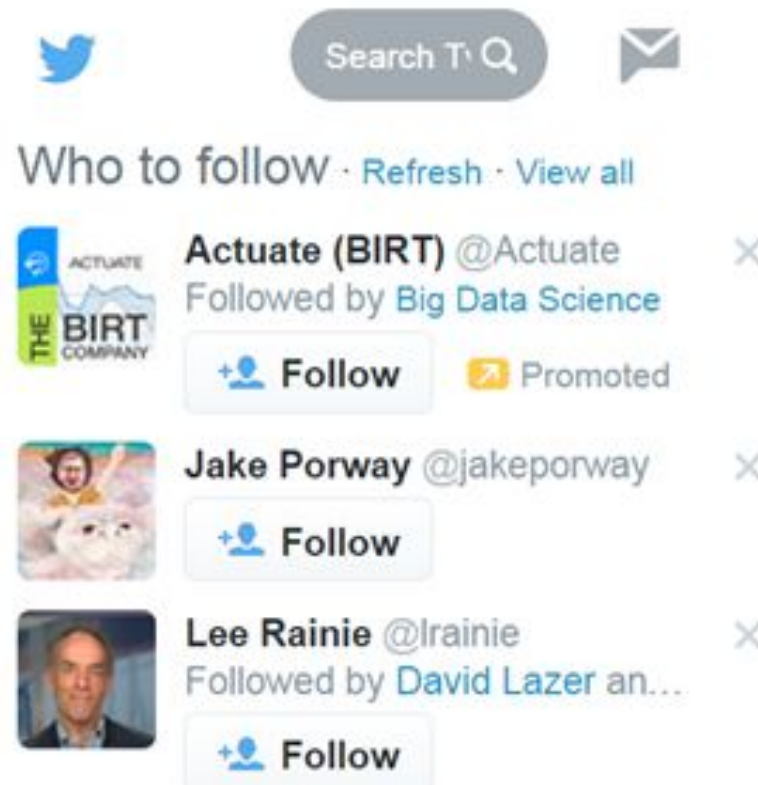 Search T
Who to follow · Refresh · View all
ACTUATE
THE
BIRT
COMPANY
Actuate (BIRT) @Actuate
Followed by Big Data Science
Follow
Promoted
Jake Porway @jakeporway
Follow
Lee Rainie @lrainie
Followed by David Lazer an...
Follow